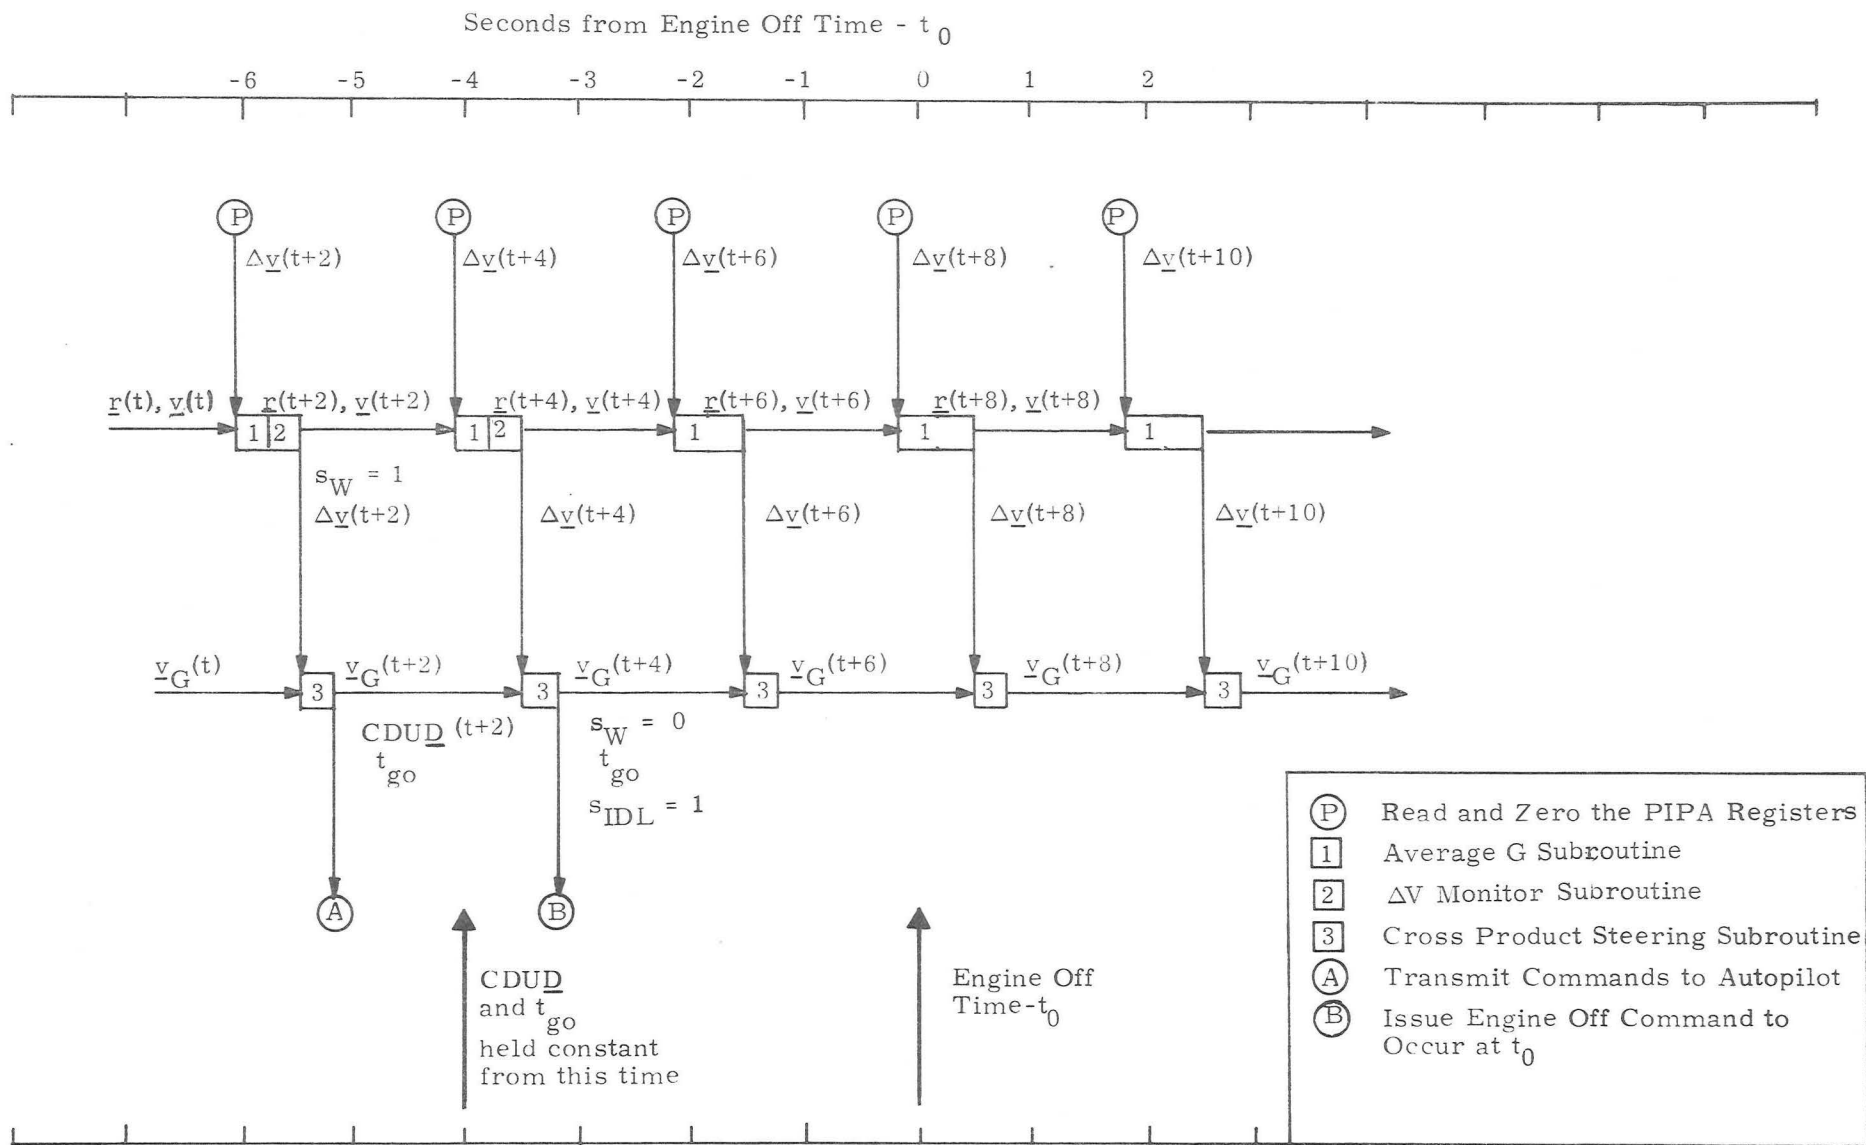 Seconds from Engine Off Time - t0
-6 -5 -4 -3 -2 -1 0 1 2
P P P P P
Δv(t+2) Δv(t+4) Δv(t+6) Δv(t+8) Δv(t+10)
r(t), v(t) r(t+2), v(t+2) r(t+4), v(t+4) r(t+6), v(t+6) r(t+8), v(t+8)
1 2 1 2 1 1 1
sW = 1
Δv(t+2) Δv(t+4) Δv(t+6) Δv(t+8) Δv(t+10)
vG(t) vG(t+2) vG(t+4) vG(t+6) vG(t+8) vG(t+10)
3 3 3 3 3
CDUD (t+2)
tgo
sW = 0
tgo
sIDL = 1
A B
CDUD
and tgo
held constant
from this time
Engine Off
Time-t0
P Read and Zero the PIPA Registers
1 Average G Subroutine
2 ΔV Monitor Subroutine
3 Cross Product Steering Subroutine
A Transmit Commands to Autopilot
B Issue Engine Off Command to
Occur at t0